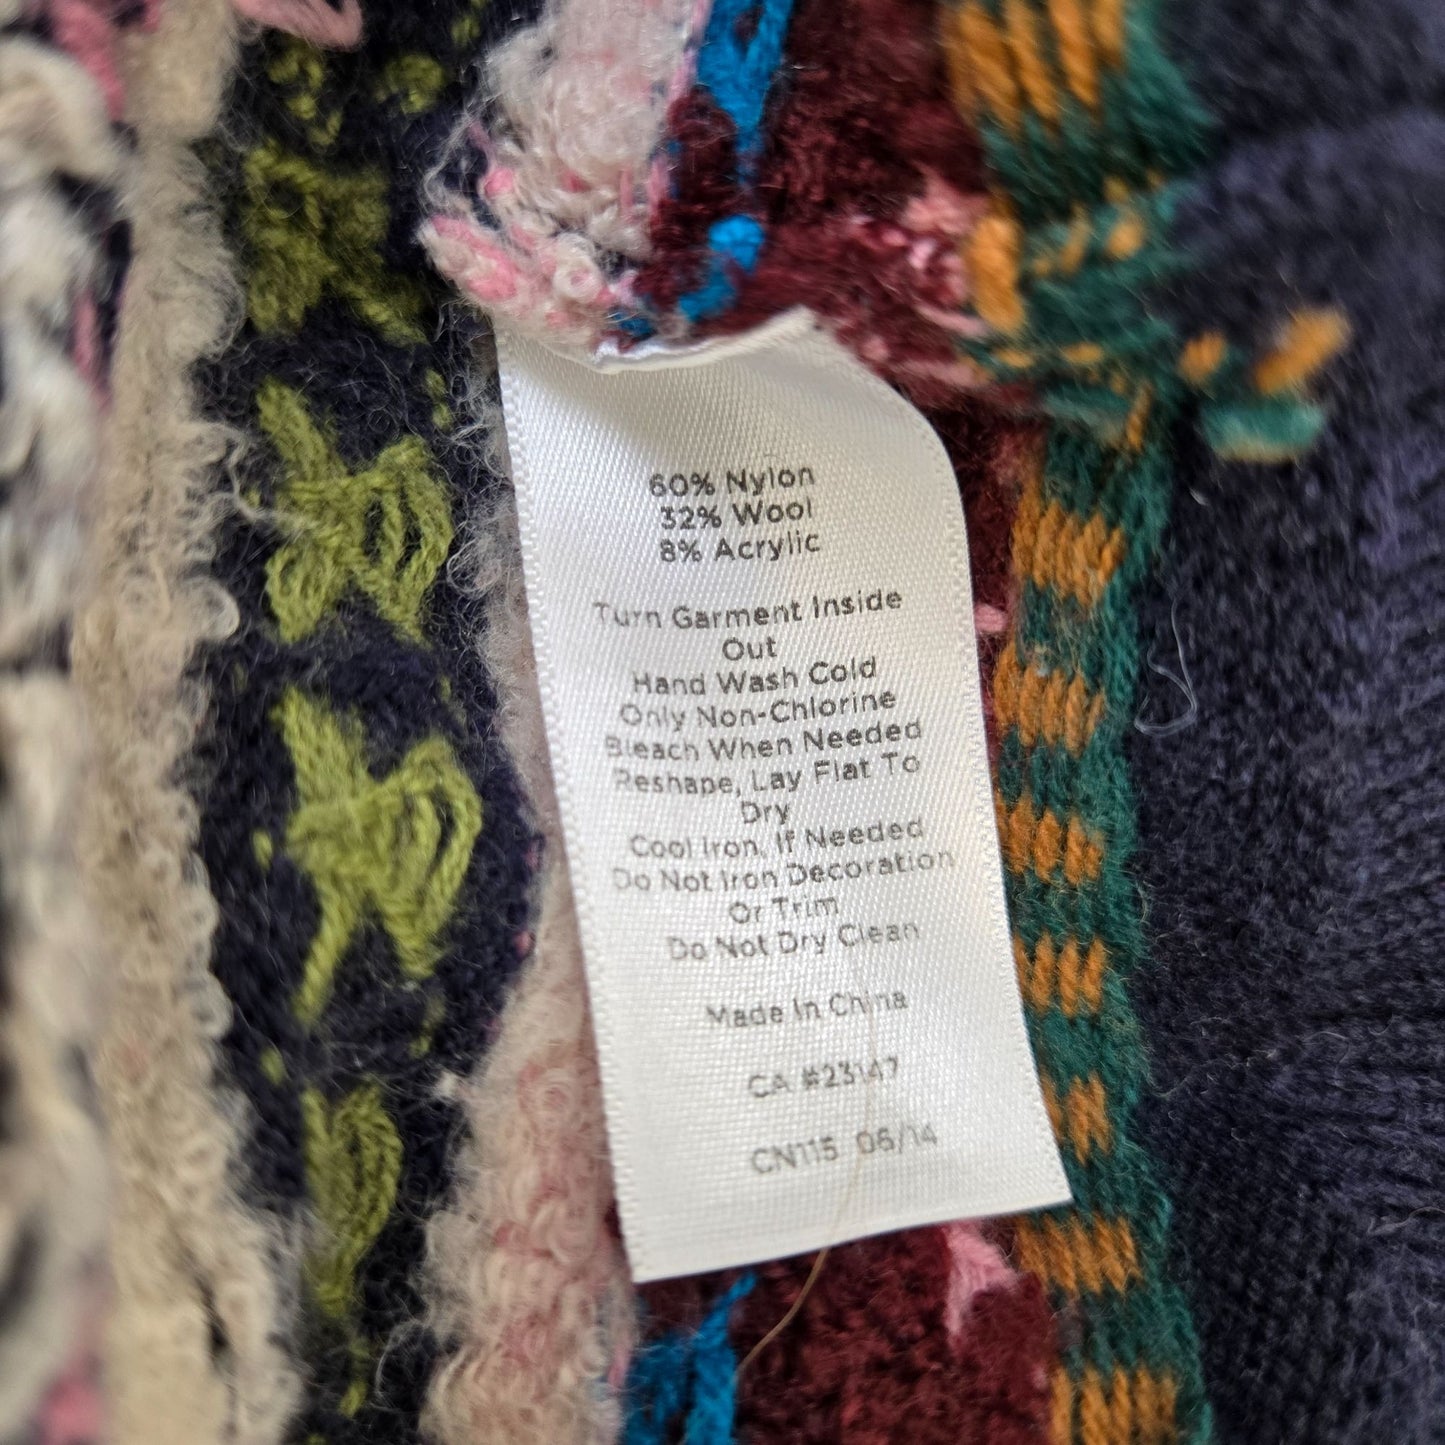 60% Nylon
32% Wool
8% Acrylic
Turn Garment Inside
Out
Hand Wash Cold
Only Non-Chlorine
Bleach When Needed
Reshape, Lay Flat To
Dry
Cool Iron, If Needed
Do Not Iron Decoration
Or Trim
Do Not Dry Clean
Made In China
CA #23147
CN115 06/14